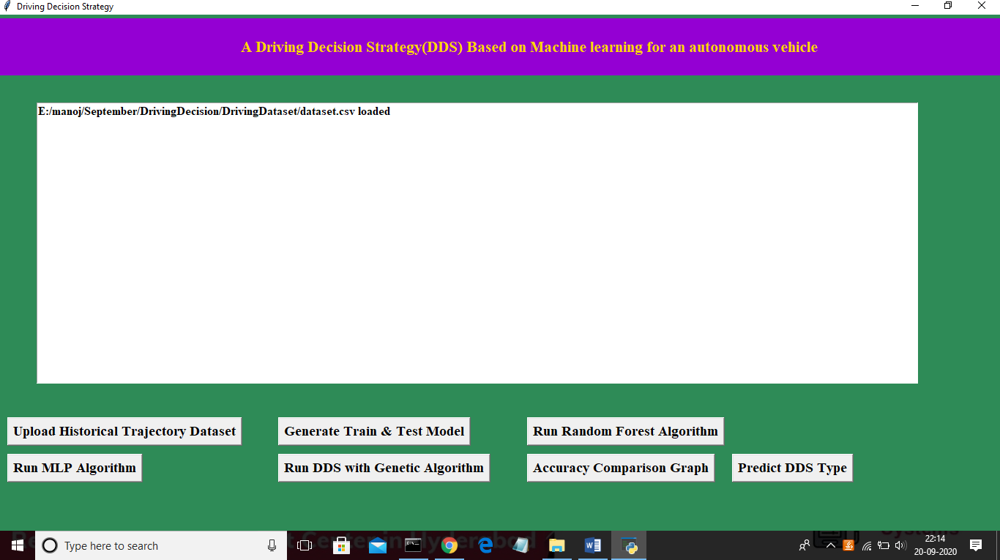 Driving Decision Strategy
A Driving Decision Strategy(DDS) Based on Machine learning for an autonomous vehicle
E:/manoj/September/DrivingDecision/DrivingDataset/dataset.csv loaded
Upload Historical Trajectory Dataset Generate Train & Test Model Run Random Forest Algorithm
Run MLP Algorithm Run DDS with Genetic Algorithm Accuracy Comparison Graph Predict DDS Type
Type here to search
22:14
20-09-2020